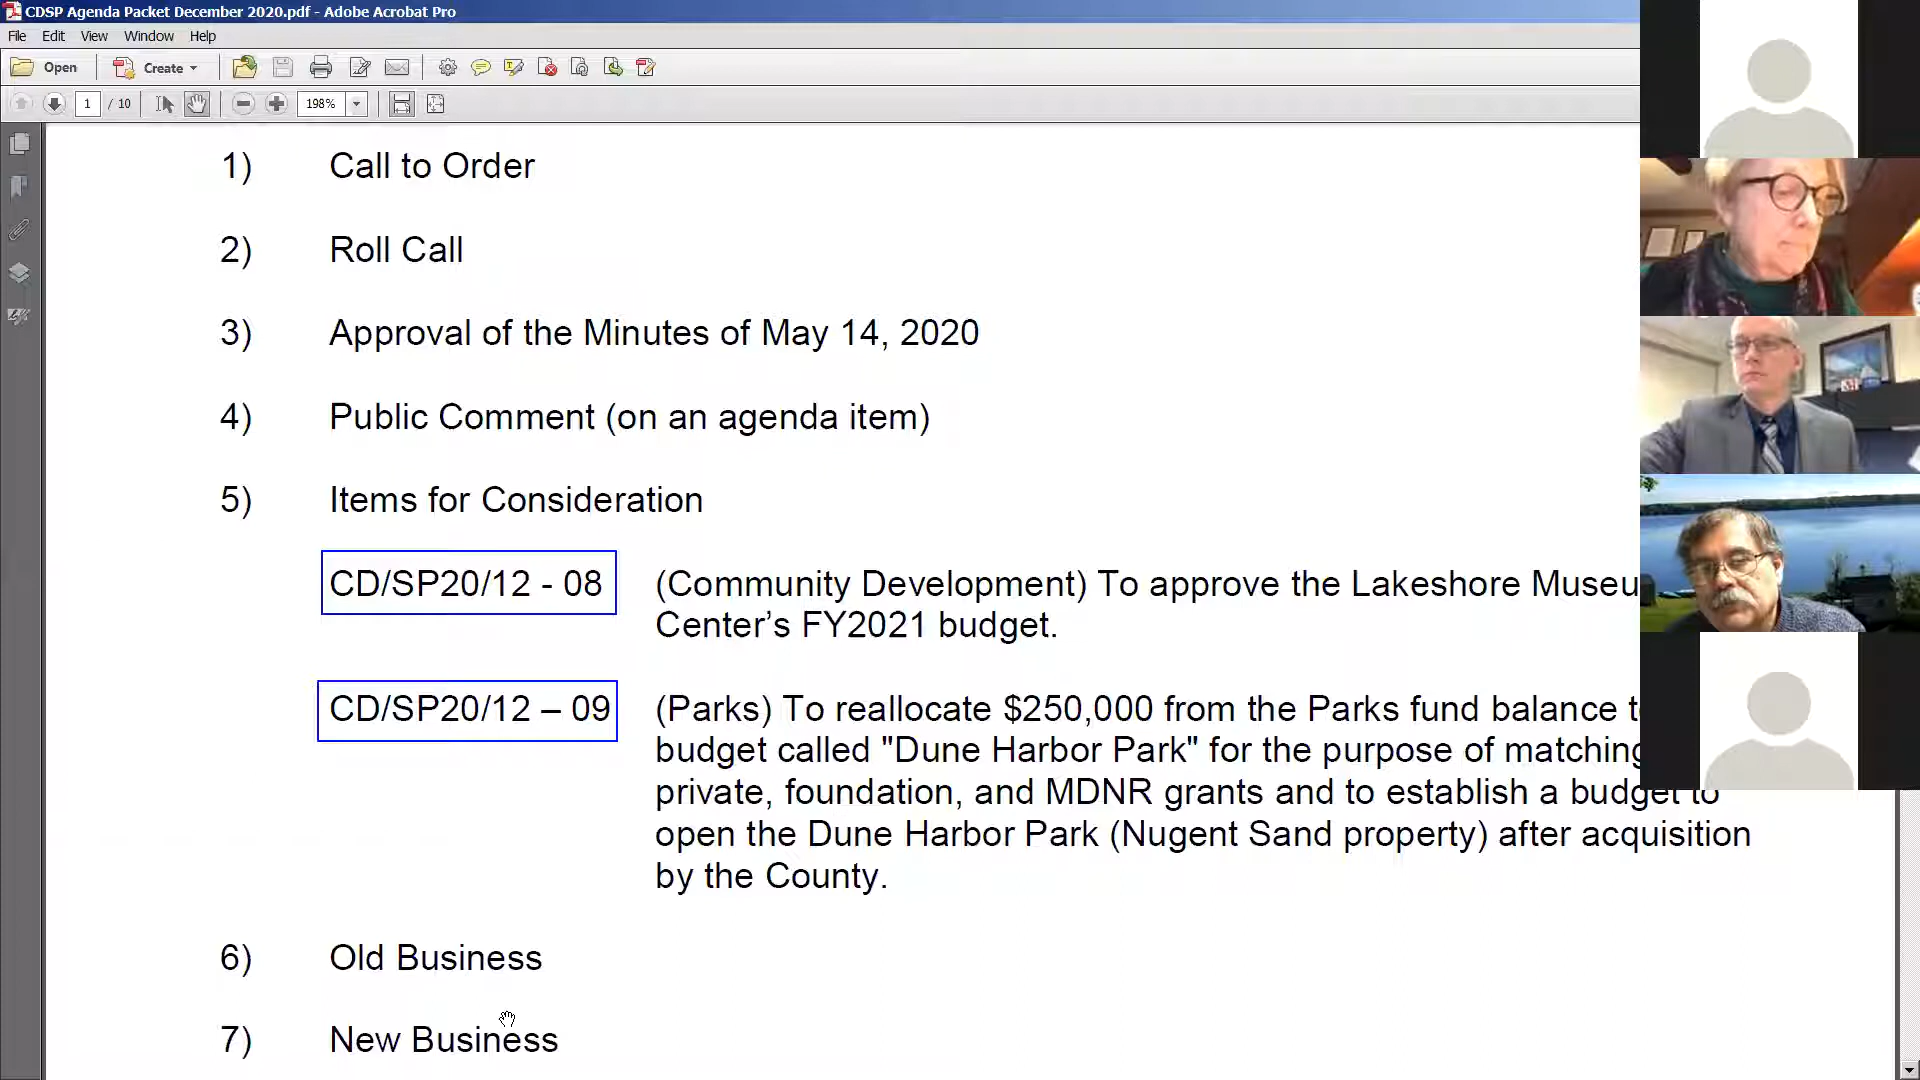 CDSP Agenda Packet December 2020.pdf - Adobe Acrobat Pro
File Edit View Window Help
Open Create
1 / 10 198%
1) Call to Order
2) Roll Call
3) Approval of the Minutes of May 14, 2020
4) Public Comment (on an agenda item)
5) Items for Consideration
CD/SP20/12 - 08 (Community Development) To approve the Lakeshore
Center’s FY2021 budget.
CD/SP20/12 – 09 (Parks) To reallocate $250,000 from the Parks fund balance
budget called "Dune Harbor Park" for the purpose of matching
private, foundation, and MDNR grants and to establish a budget to
open the Dune Harbor Park (Nugent Sand property) after acquisition
by the County.
6) Old Business
7) New Business